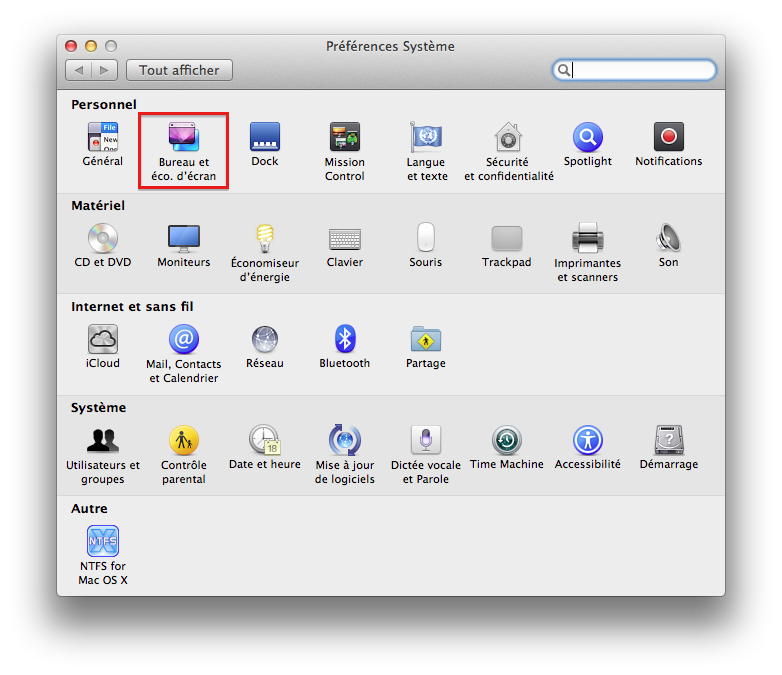 Préférences Système
Tout afficher
Personnel
File
New
One
Général
Bureau et
éco. d'écran
Dock
Mission
Control
Langue
et texte
Sécurité
et confidentialité
Spotlight
Notifications
Matériel
CD et DVD
Moniteurs
Économiseur
d'énergie
Clavier
Souris
Trackpad
Imprimantes
et scanners
Son
Internet et sans fil
iCloud
@
Mail, Contacts
et Calendrier
Réseau
Bluetooth
Partage
Système
Utilisateurs et
groupes
Contrôle
parental
18
Date et heure
Mise à jour
de logiciels
Dictée vocale
et Parole
Time Machine
Accessibilité
?
Démarrage
Autre
NTFS
NTFS for
Mac OS X